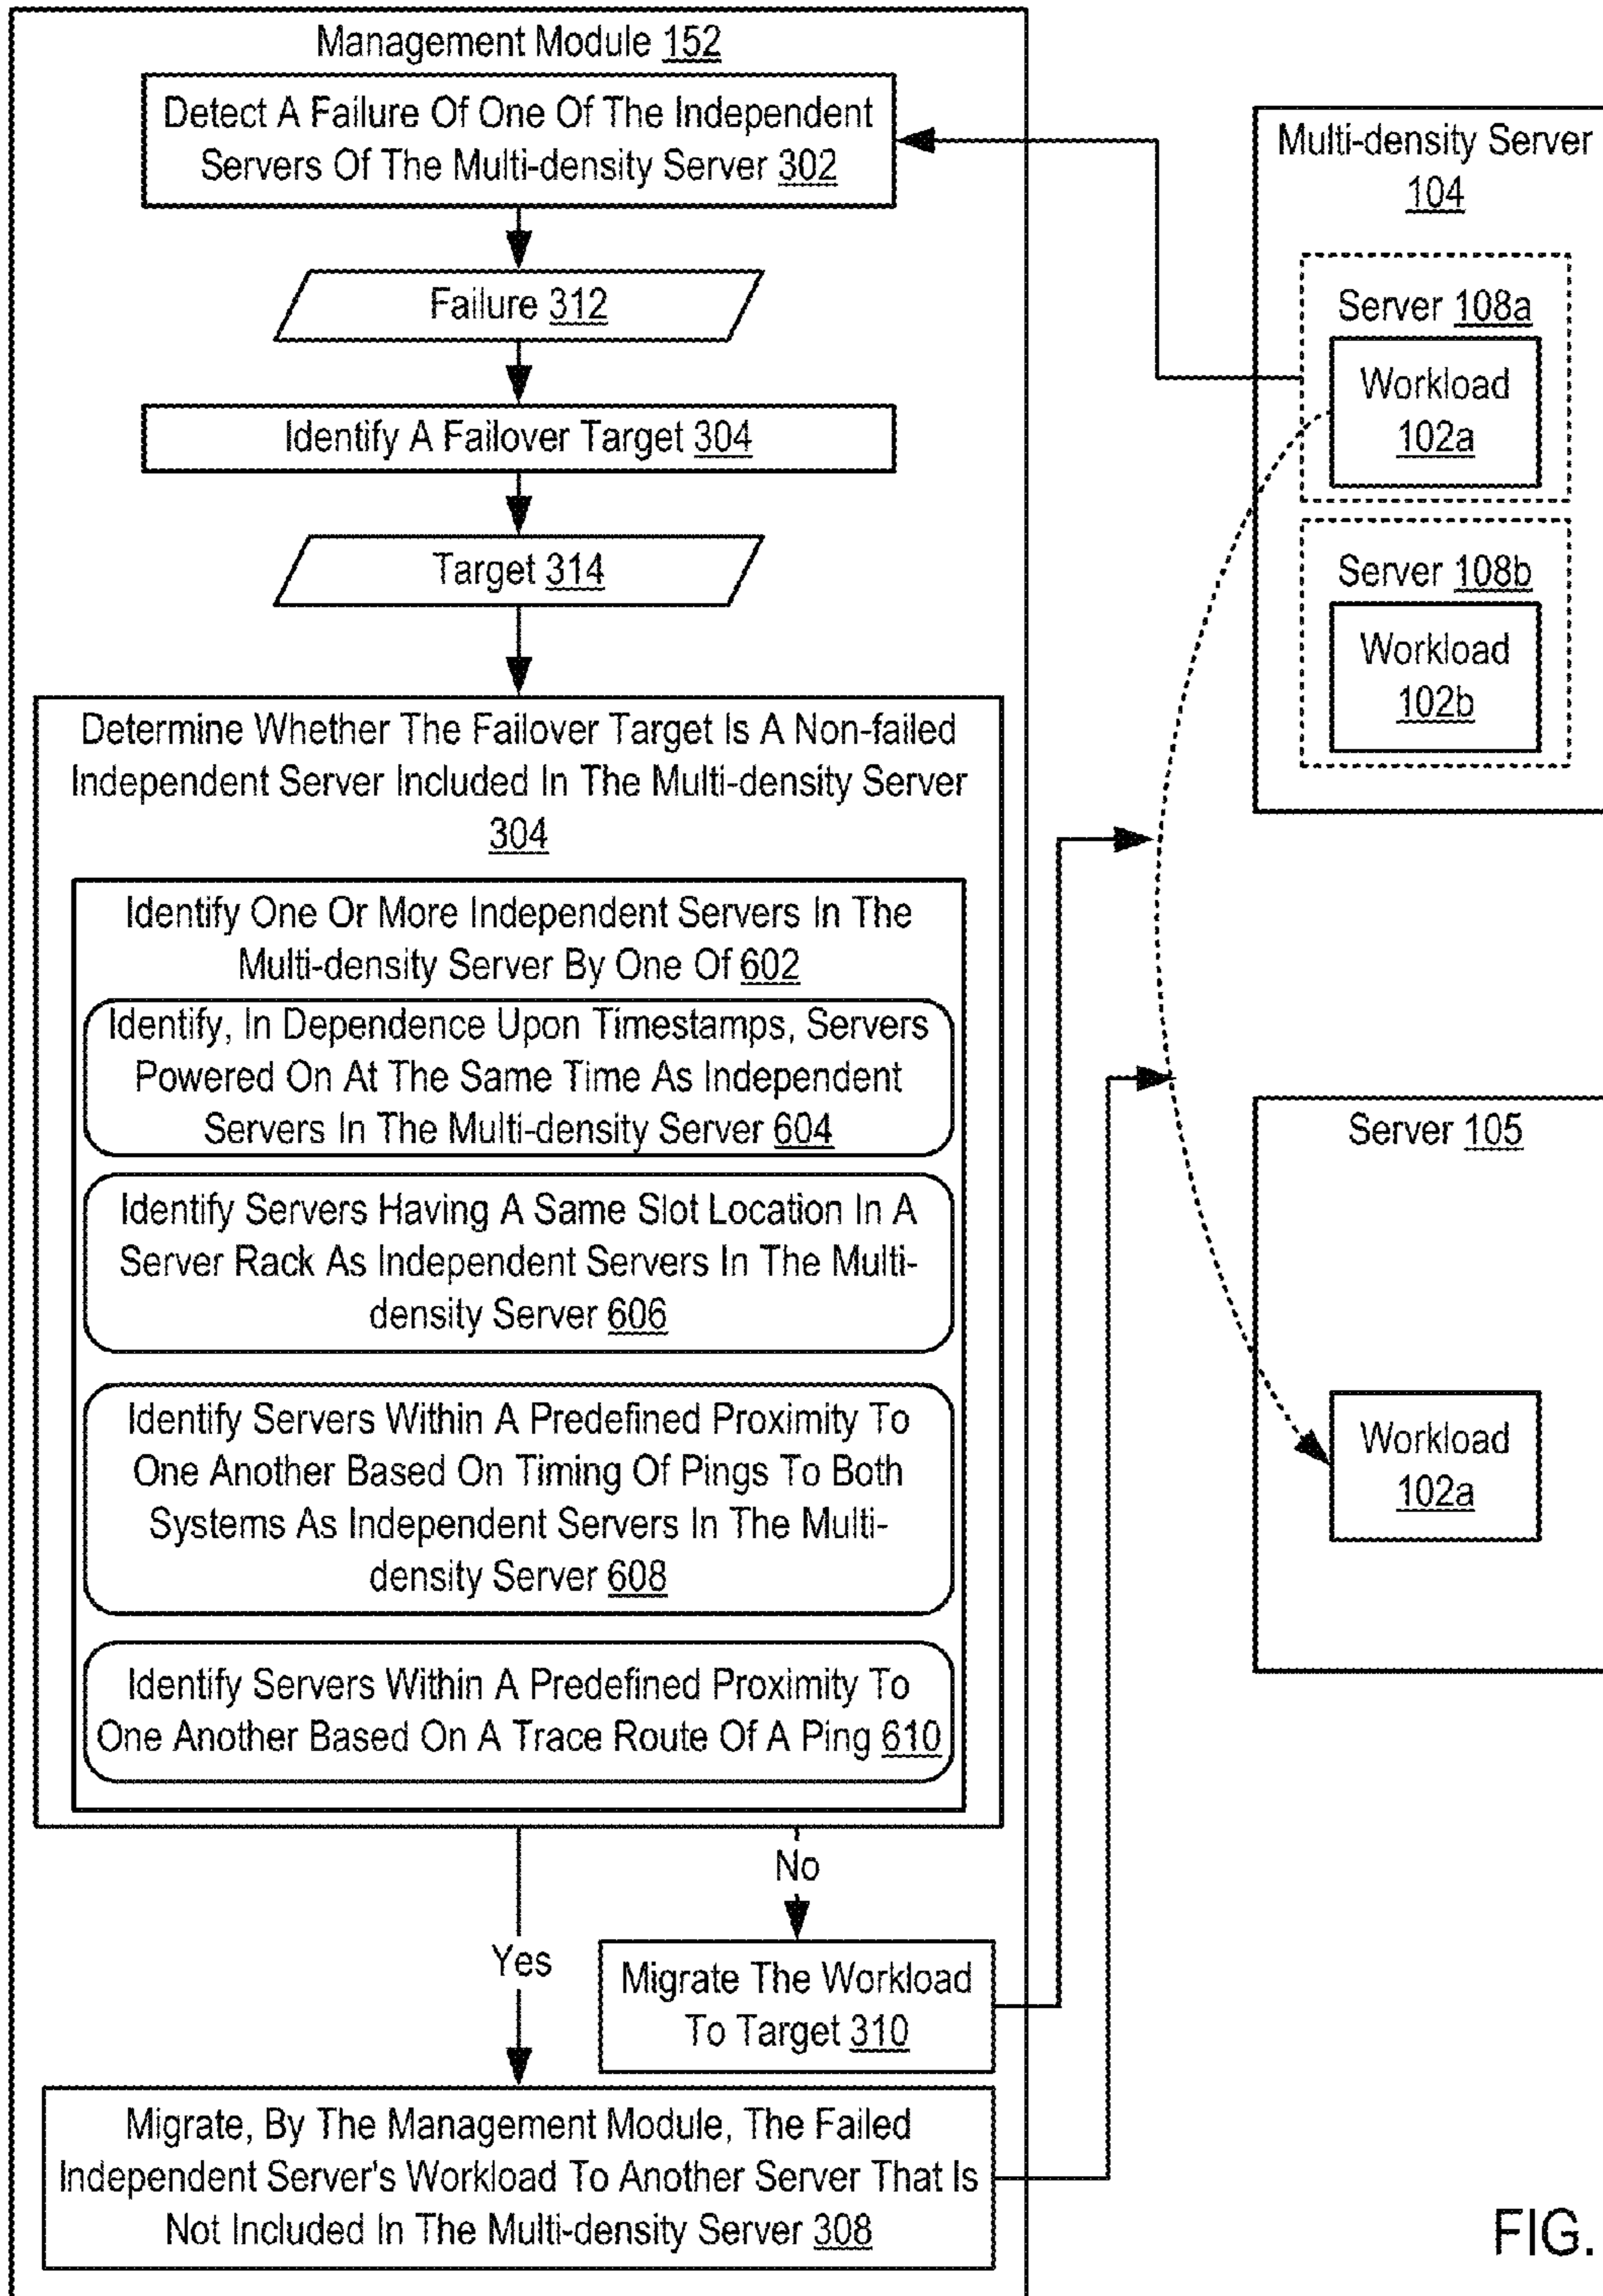 Management Module 152
Detect A Failure Of One Of The Independent
Servers Of The Multi-density Server 302
Failure 312
Identify A Failover Target 304
Target 314
Determine Whether The Failover Target Is A Non-failed
Independent Server Included In The Multi-density Server
304
Identify One Or More Independent Servers In The
Multi-density Server By One Of 602
Identify, In Dependence Upon Timestamps, Servers
Powered On At The Same Time As Independent
Servers In The Multi-density Server 604
Identify Servers Having A Same Slot Location In A
Server Rack As Independent Servers In The Multi-
density Server 606
Identify Servers Within A Predefined Proximity To
One Another Based On Timing Of Pings To Both
Systems As Independent Servers In The Multi-
density Server 608
Identify Servers Within A Predefined Proximity To
One Another Based On A Trace Route Of A Ping 610
No
Yes
Migrate The Workload
To Target 310
Migrate, By The Management Module, The Failed
Independent Server's Workload To Another Server That Is
Not Included In The Multi-density Server 308
Multi-density Server
104
Server 108a
Workload
102a
Server 108b
Workload
102b
Server 105
Workload
102a
FIG.